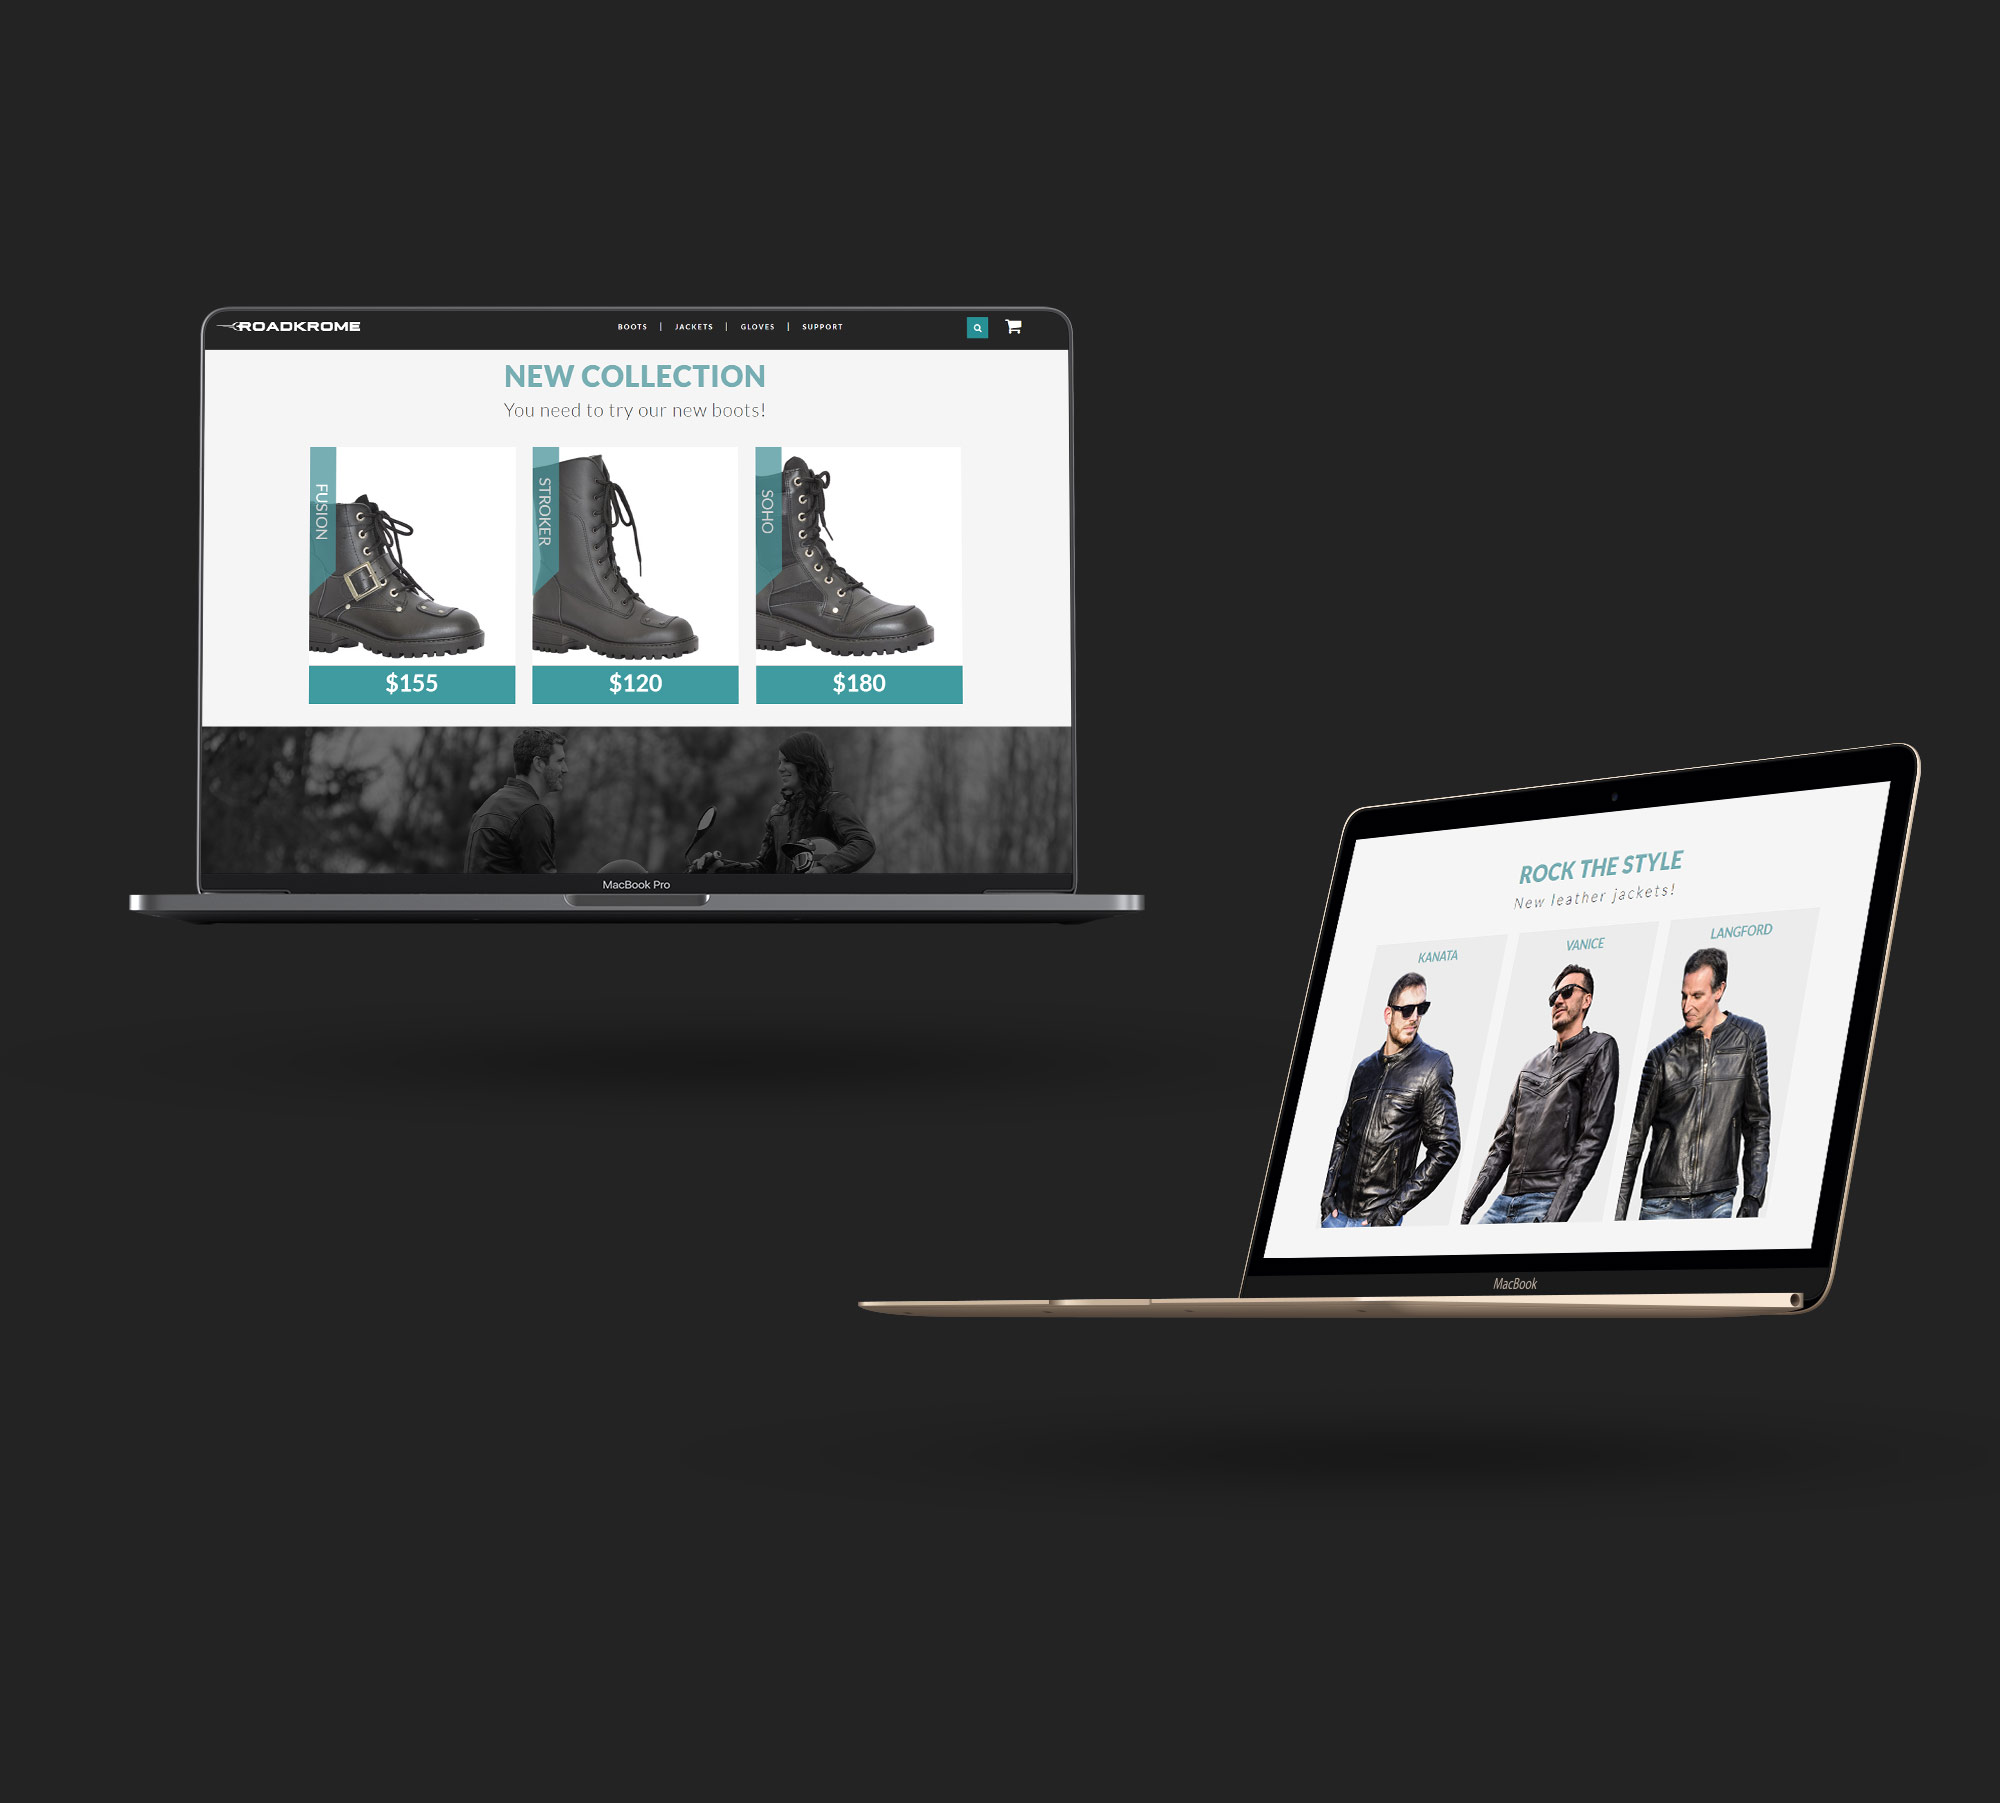 ROADKROME
BOOTS | JACKETS | GLOVES | SUPPORT
NEW COLLECTION
You need to try our new boots!
FUSION
STROKER
SOHO
$155
$120
$180
MacBook Pro
ROCK THE STYLE
New leather jackets!
KANATA
VANICE
LANGFORD
MacBook